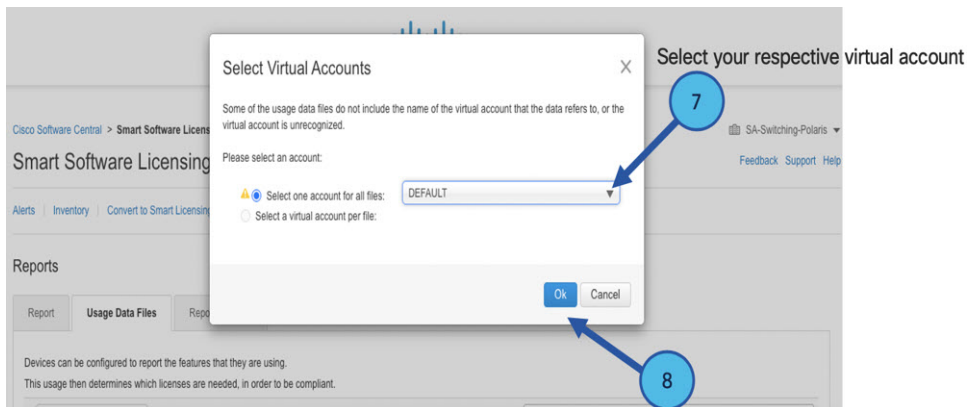 Select Virtual Accounts
X
Select your respective virtual account
7
Some of the usage data files do not include the name of the virtual account that the data refers to, or the
virtual account is unrecognized.
Cisco Software Central > Smart Software Licens
SA-Switching-Polaris
Smart Software Licensing
Please select an account:
Feedback Support Help
Select one account for all files: DEFAULT
Alerts | Inventory | Convert to Smart Licensing
Select a virtual account per file:
Reports
Ok Cancel
Report Usage Data Files Repo
Devices can be configured to report the features that they are using.
This usage then determines which licenses are needed, in order to be compliant.
8